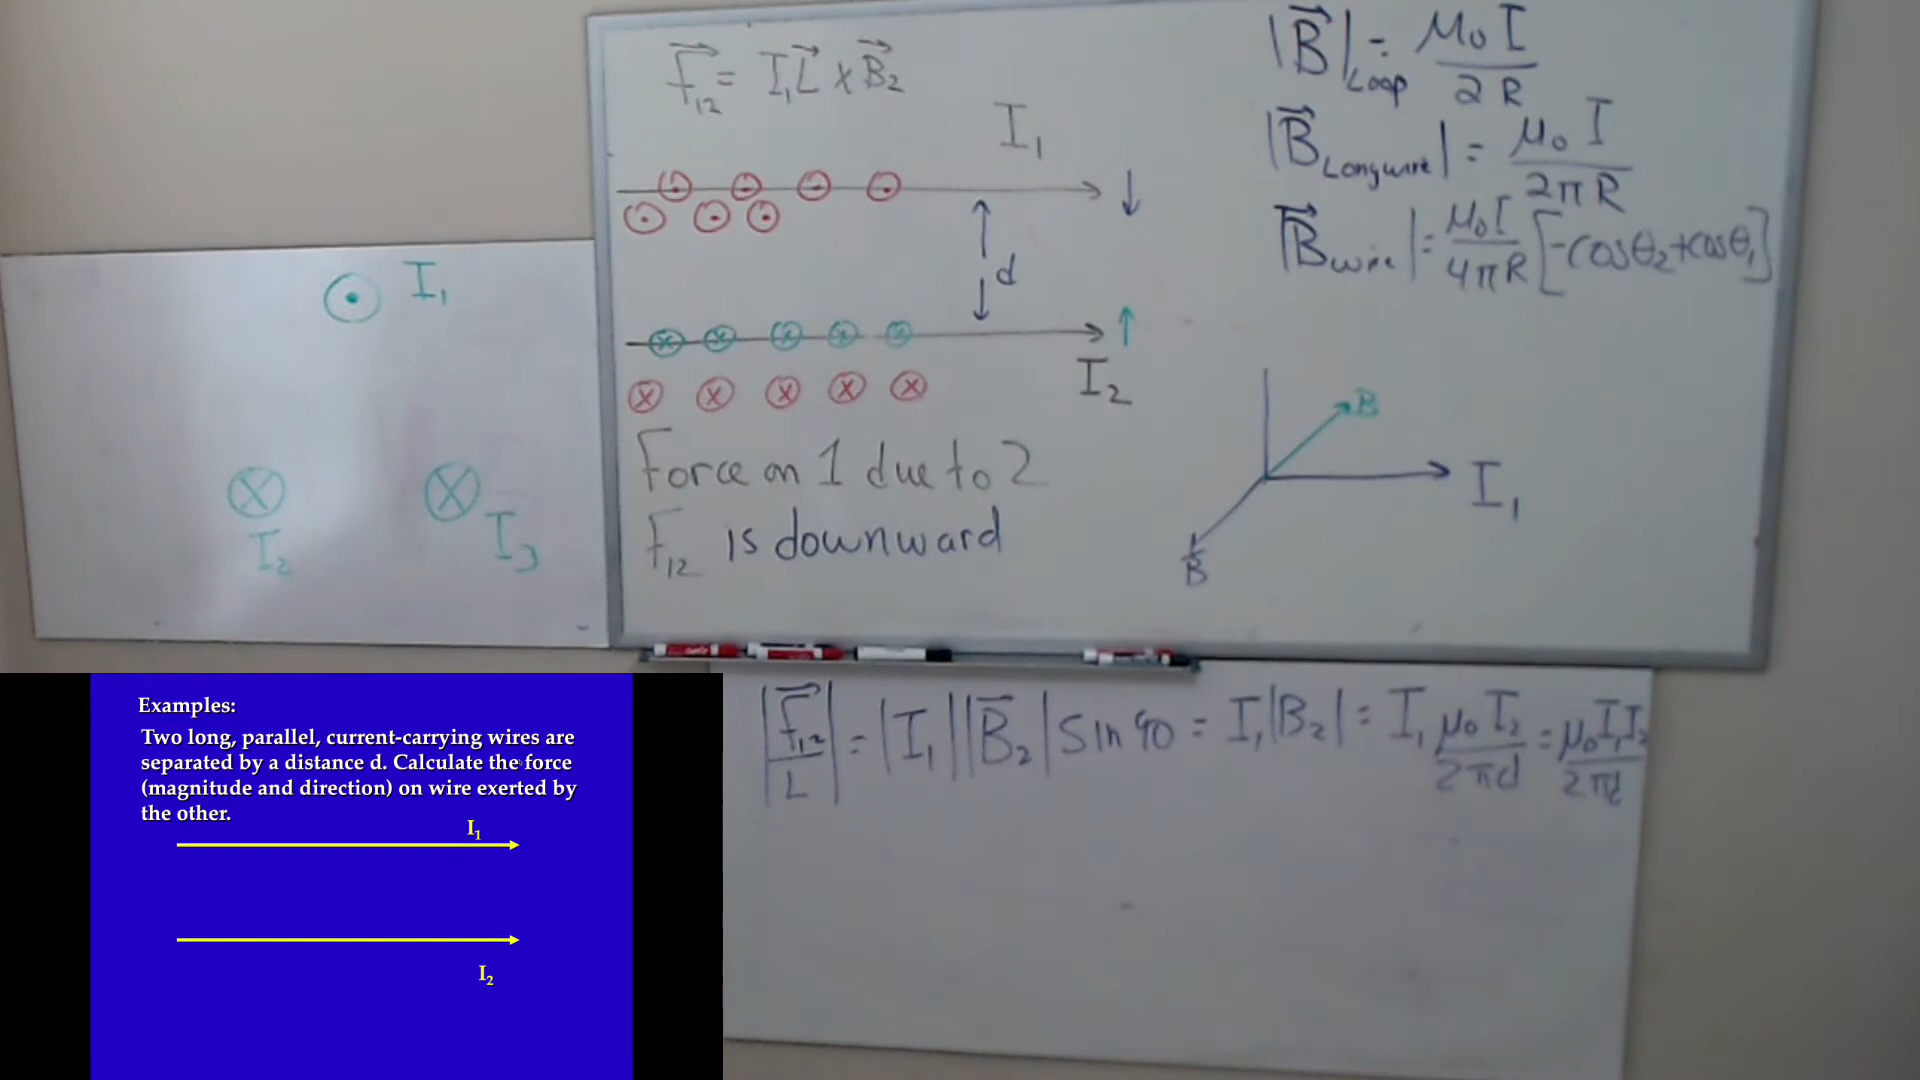 F₁₂ = I₁L x B₂
I₁
d
I₂
Force on 1 due to 2
F₁₂ is downward
|B|Loop = μ₀I / 2R
|B Longwire| = μ₀I / 2πR
|B wire| = μ₀I / 4πR [-cosθ₂+cosθ₁]
B
I₁
B
I₁
I₂
I₃
|F₁₂ / L| = |I₁||B₂| Sin 90 = I₁|B₂| = I₁ μ₀I₂ / 2πd = μ₀I₁I₂ / 2πd
Examples:
Two long, parallel, current-carrying wires are
separated by a distance d. Calculate the force
(magnitude and direction) on wire exerted by
the other.
I₁
I₂